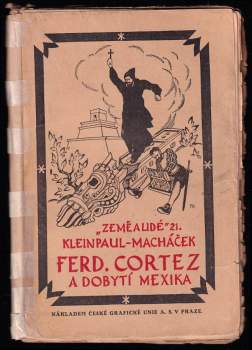 „ZEMĚ A LIDÉ" 21.
KLEINPAUL-MACHÁČEK
FERD. CORTEZ
A DOBYTÍ MEXIKA
NÁKLADEM ČESKÉ GRAFICKÉ UNIE A. S. V PRAZE